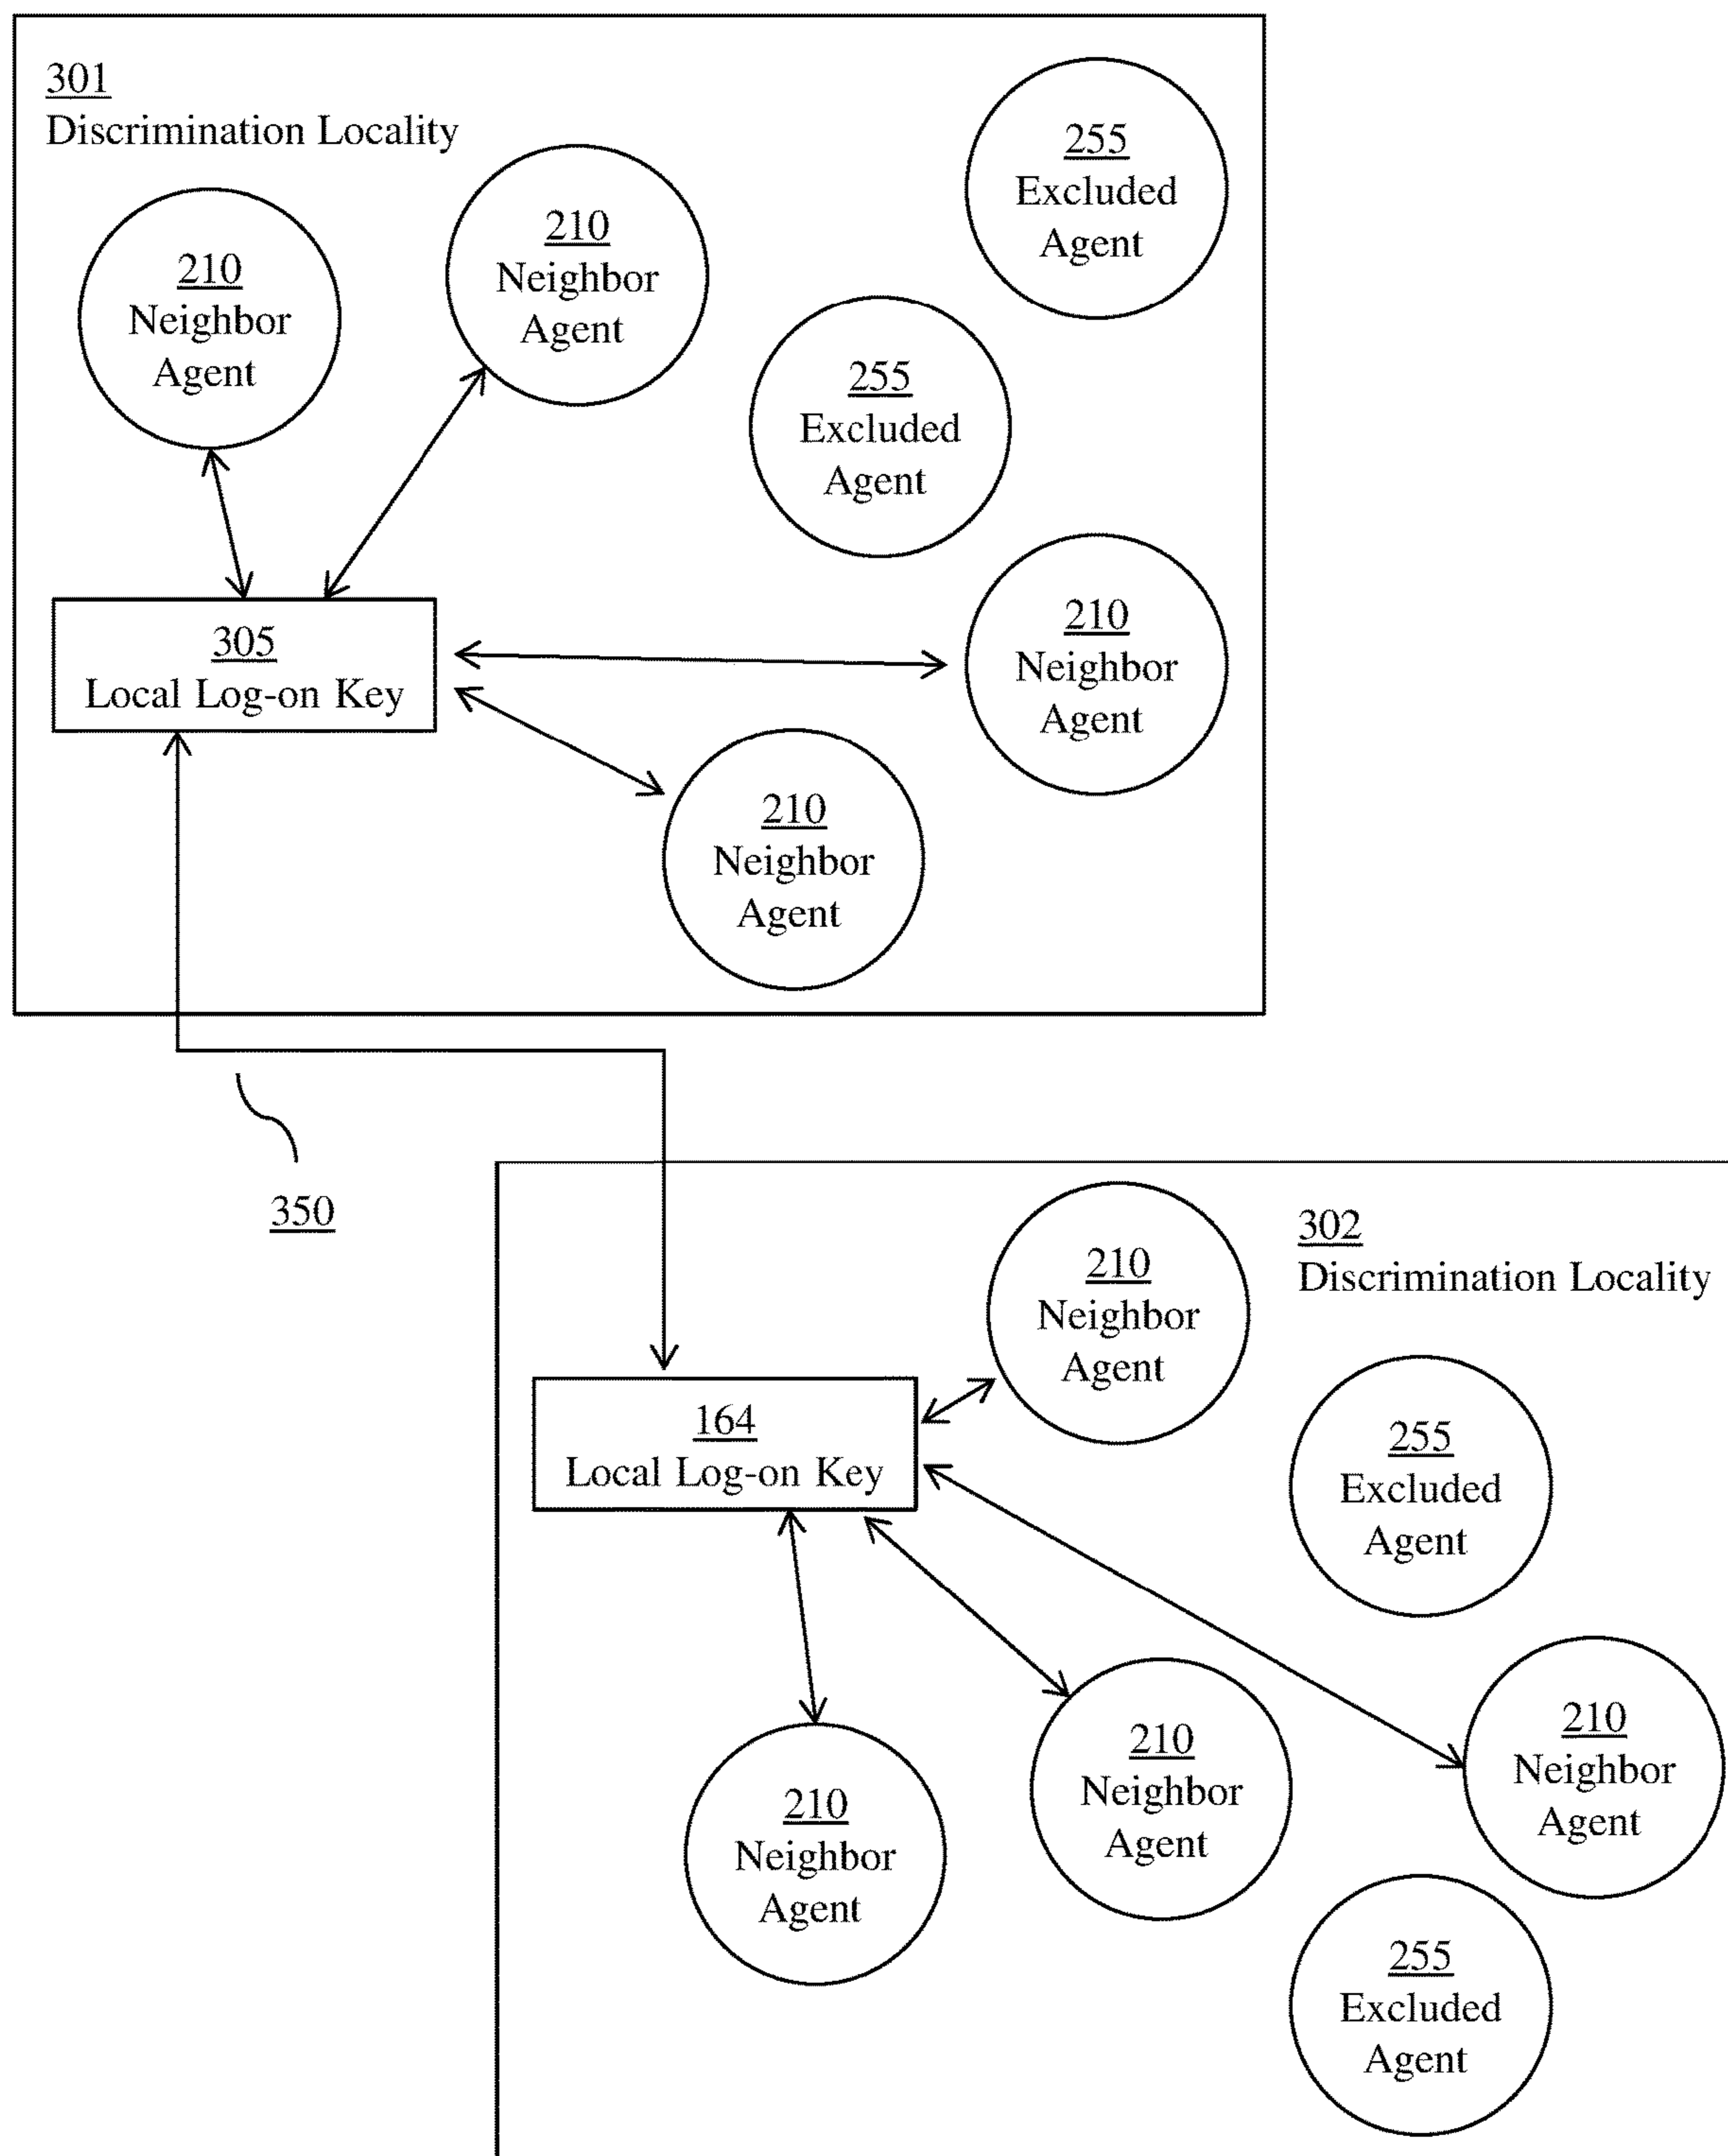 301
Discrimination Locality
255
Excluded
Agent
210
Neighbor
Agent
210
Neighbor
Agent
255
Excluded
Agent
210
Neighbor
Agent
305
Local Log-on Key
210
Neighbor
Agent
350
302
Discrimination Locality
210
Neighbor
Agent
164
Local Log-on Key
255
Excluded
Agent
210
Neighbor
Agent
210
Neighbor
Agent
210
Neighbor
Agent
255
Excluded
Agent